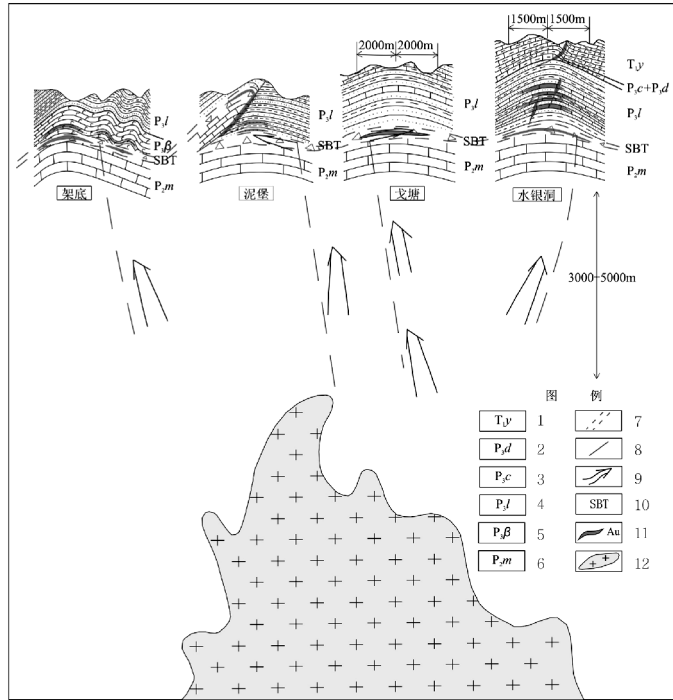 1500m 1500m
2000m 2000m
T₁y
P₃c+P₃d
P₃l
SBT
P₂m
P₃l
SBT
P₂m
P₃l
SBT
P₂m
P₃l
P₃β
SBT
P₂m
架底
泥堡
戈塘
水银洞
3000-5000m
图 例
T₁y 1
P₃d 2
P₃c 3
P₃l 4
P₃β 5
P₂m 6
7
8
9
SBT 10
Au 11
12